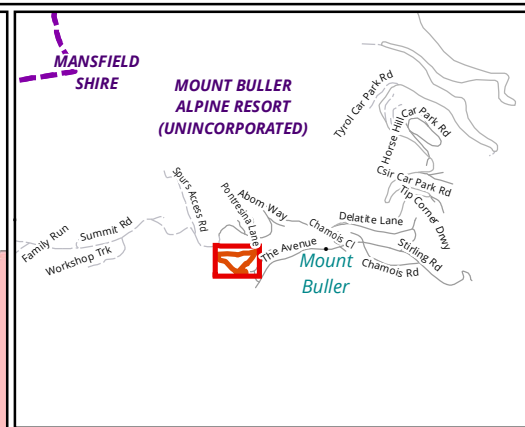 MANSFIELD
SHIRE
MOUNT BULLER
ALPINE RESORT
(UNINCORPORATED)
Tyrol Car Park Rd
Horse Hill Car Park Rd
Csir Car Park Rd
Tip Corner Drwy
Spurs Access Rd
Pontresina Lane
Abom Way
Chamois Cl
Delatite Lane
Stirling Rd
Chamois Rd
The Avenue
Mount
Buller
Family Run
Summit Rd
Workshop Trk